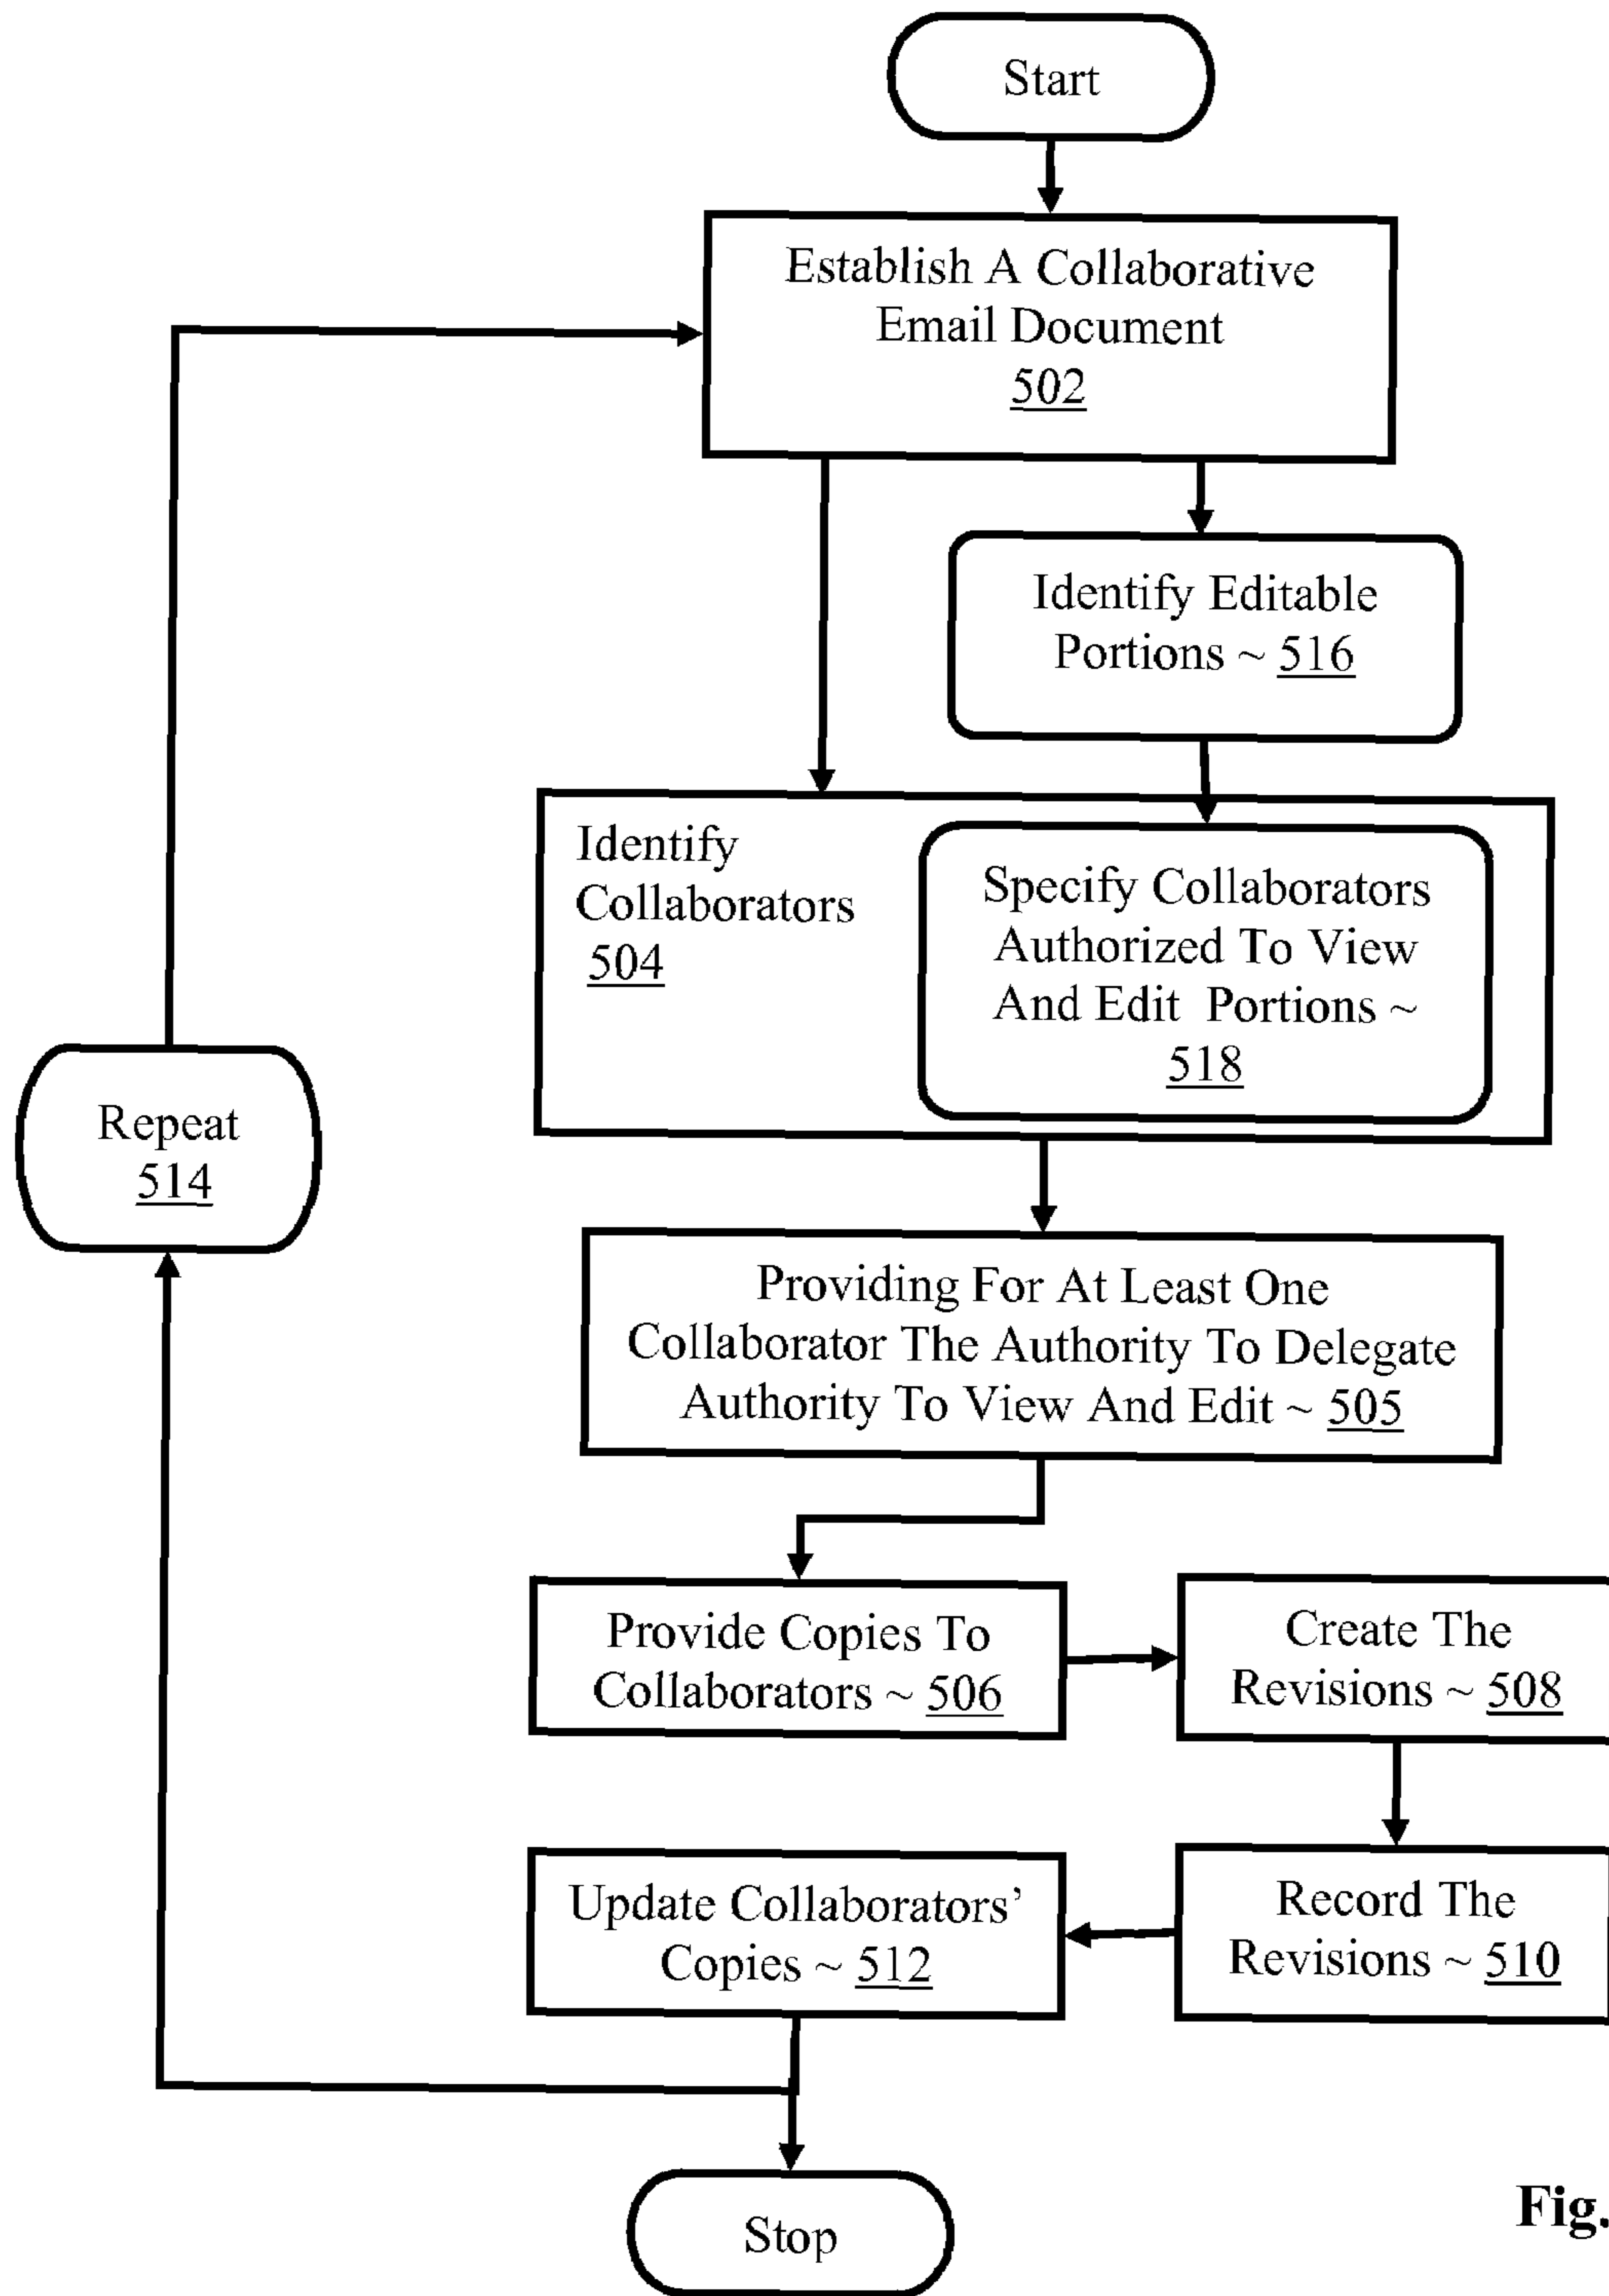 Start
Establish A Collaborative
Email Document
502
Identify Editable
Portions ~ 516
Identify
Collaborators
504
Specify Collaborators
Authorized To View
And Edit Portions ~
518
Repeat
514
Providing For At Least One
Collaborator The Authority To Delegate
Authority To View And Edit ~ 505
Provide Copies To
Collaborators ~ 506
Create The
Revisions ~ 508
Update Collaborators’
Copies ~ 512
Record The
Revisions ~ 510
Stop
Fig.